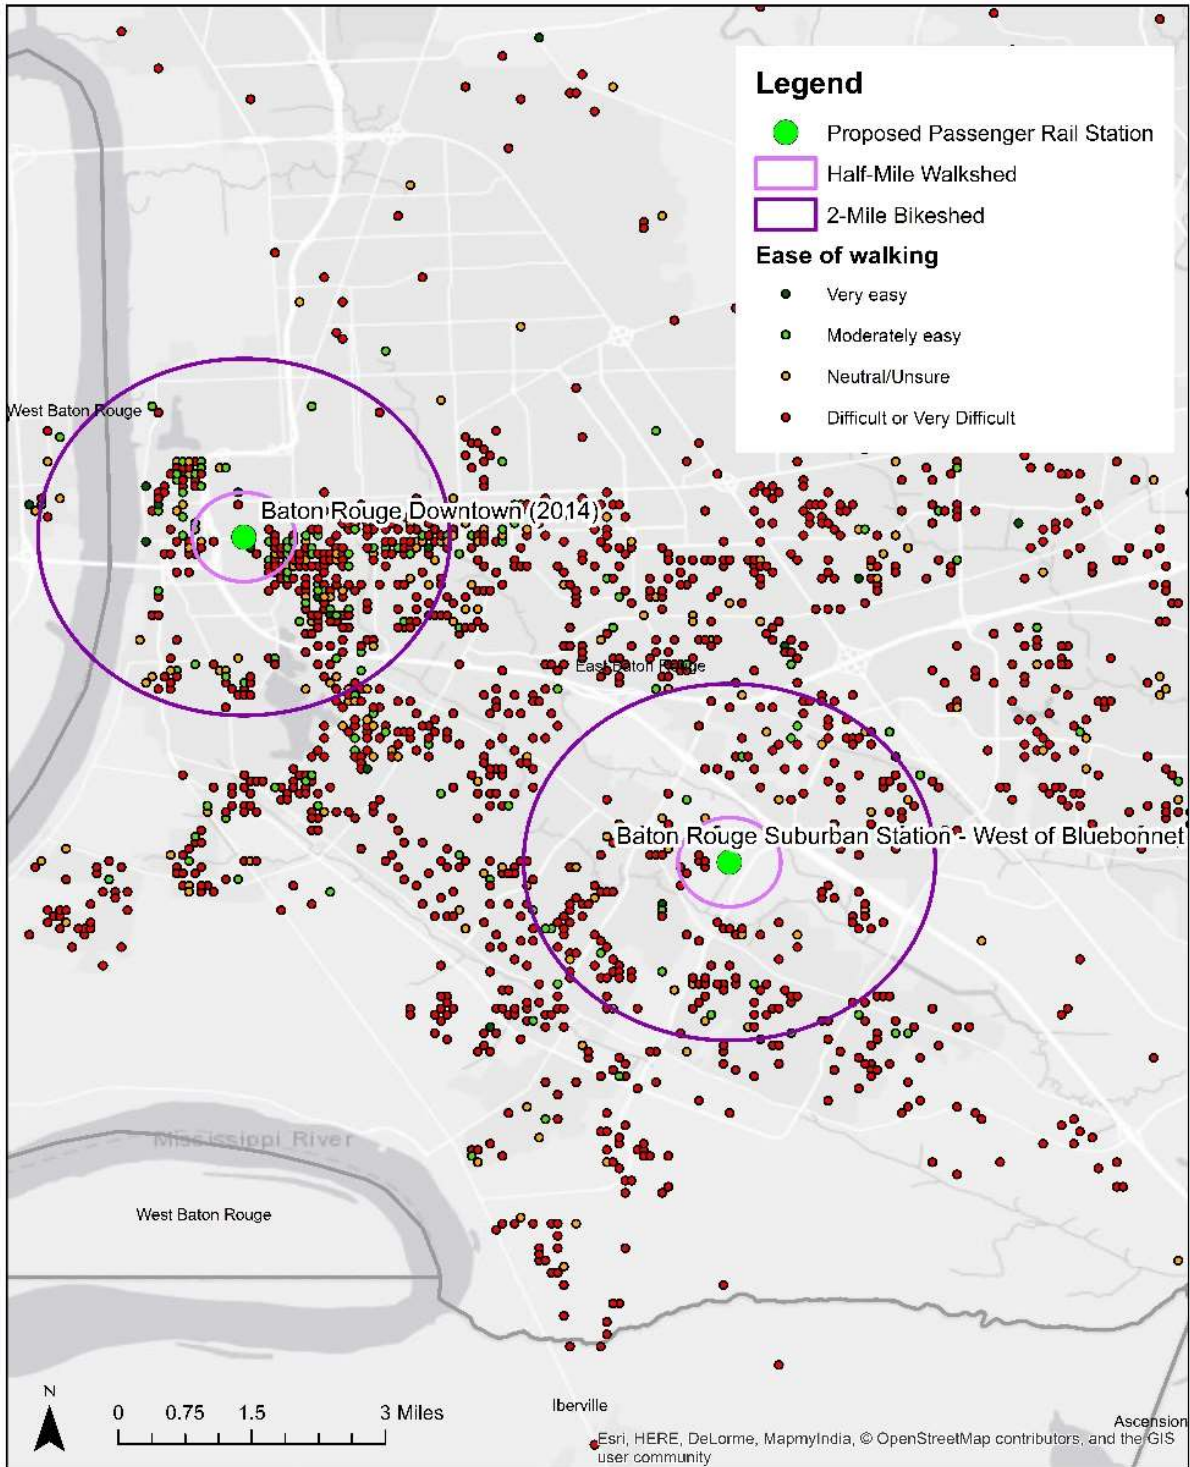 Legend
Proposed Passenger Rail Station
Half-Mile Walkshed
2-Mile Bikeshed
Ease of walking
Very easy
Moderately easy
Neutral/Unsure
Difficult or Very Difficult
West Baton Rouge
Baton Rouge Downtown (2014)
East Baton Rouge
Baton Rouge Suburban Station - West of Bluebonnet
Mississippi River
West Baton Rouge
N
0 0.75 1.5 3 Miles
Iberville
Ascension
Esri, HERE, DeLorme, MapmyIndia, © OpenStreetMap contributors, and the GIS
user community